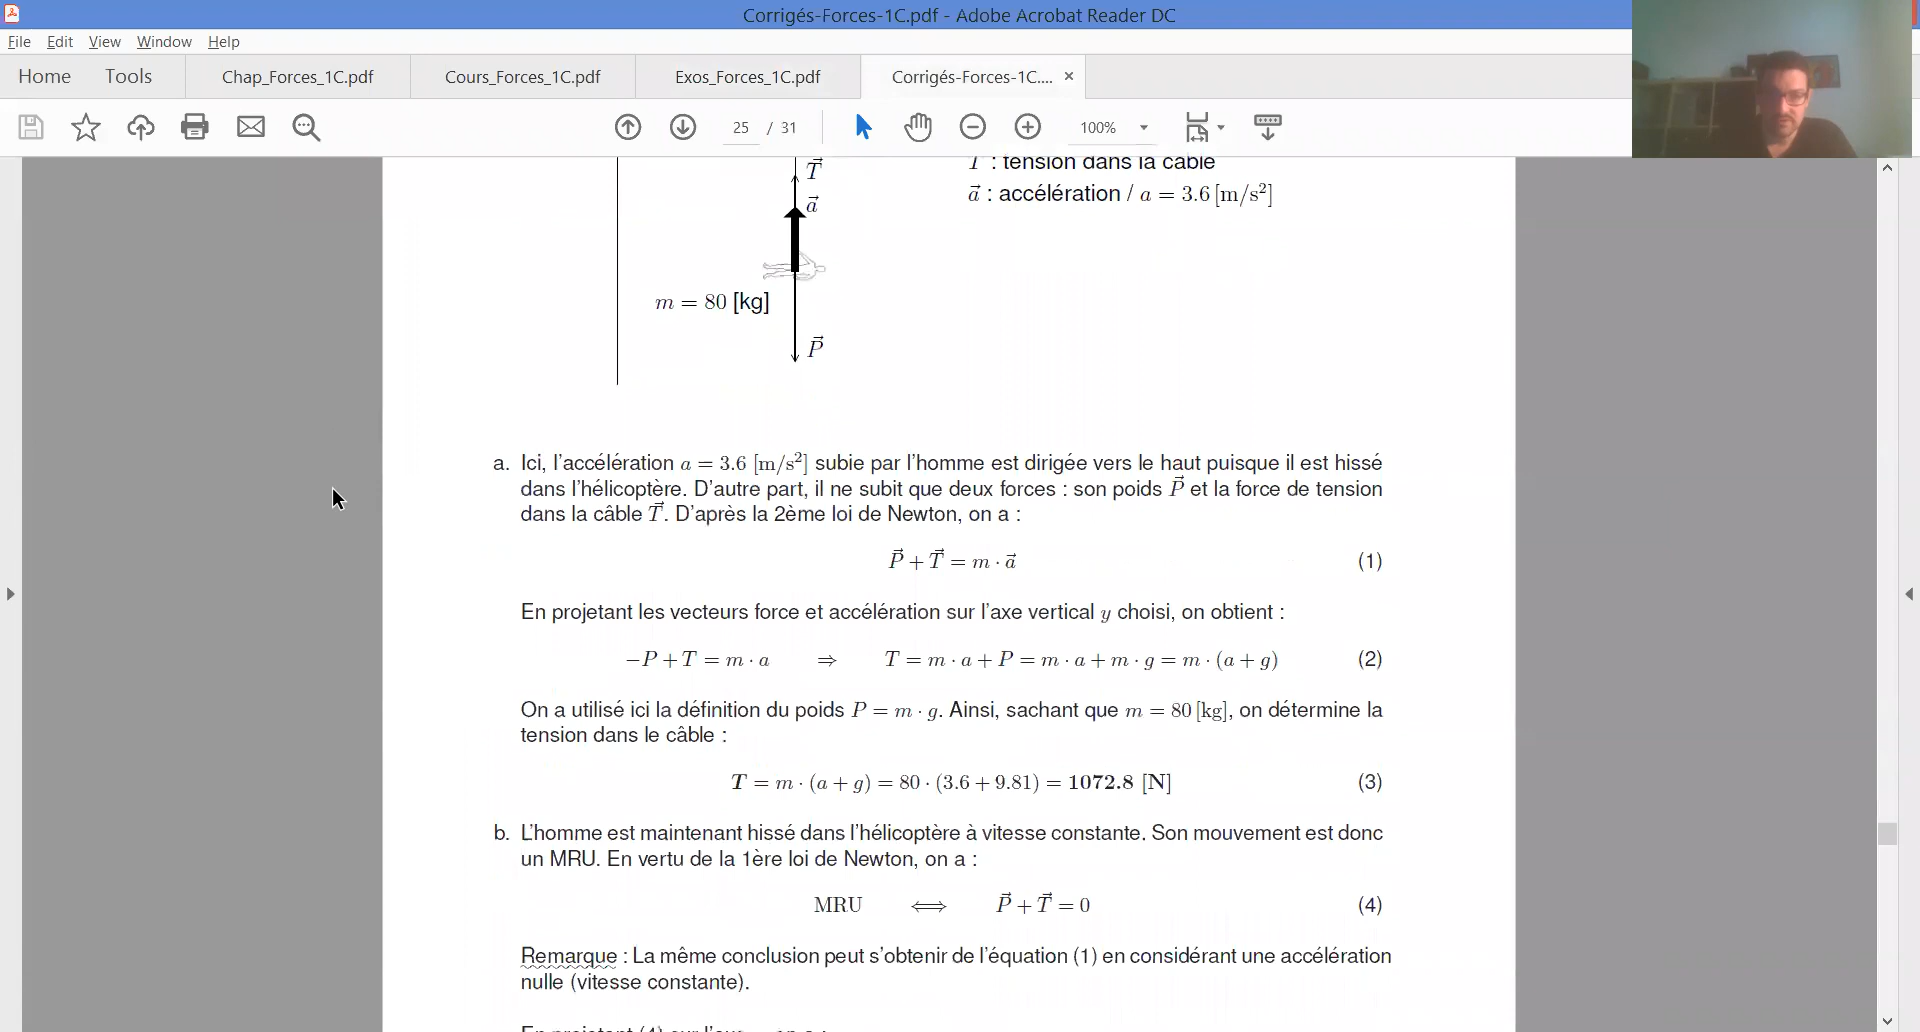 Corrigés-Forces-1C.pdf - Adobe Acrobat Reader DC
File Edit View Window Help
Home Tools Chap_Forces_1C.pdf Cours_Forces_1C.pdf Exos_Forces_1C.pdf Corrigés-Forces-1C.... ×
25 / 31 100%
T⃗ : tension dans la câble
a⃗ : accélération / a = 3.6 [m/s²]
T⃗
a⃗
m = 80 [kg]
P⃗
a. Ici, l'accélération a = 3.6 [m/s²] subie par l'homme est dirigée vers le haut puisque il est hissé
dans l'hélicoptère. D'autre part, il ne subit que deux forces : son poids P⃗ et la force de tension
dans la câble T⃗. D'après la 2ème loi de Newton, on a :
P⃗ + T⃗ = m · a⃗ (1)
En projetant les vecteurs force et accélération sur l'axe vertical y choisi, on obtient :
−P + T = m · a ⇒ T = m · a + P = m · a + m · g = m · (a + g) (2)
On a utilisé ici la définition du poids P = m · g. Ainsi, sachant que m = 80 [kg], on détermine la
tension dans le câble :
T = m · (a + g) = 80 · (3.6 + 9.81) = 1072.8 [N] (3)
b. L'homme est maintenant hissé dans l'hélicoptère à vitesse constante. Son mouvement est donc
un MRU. En vertu de la 1ère loi de Newton, on a :
MRU ⟺ P⃗ + T⃗ = 0 (4)
Remarque : La même conclusion peut s'obtenir de l'équation (1) en considérant une accélération
nulle (vitesse constante).